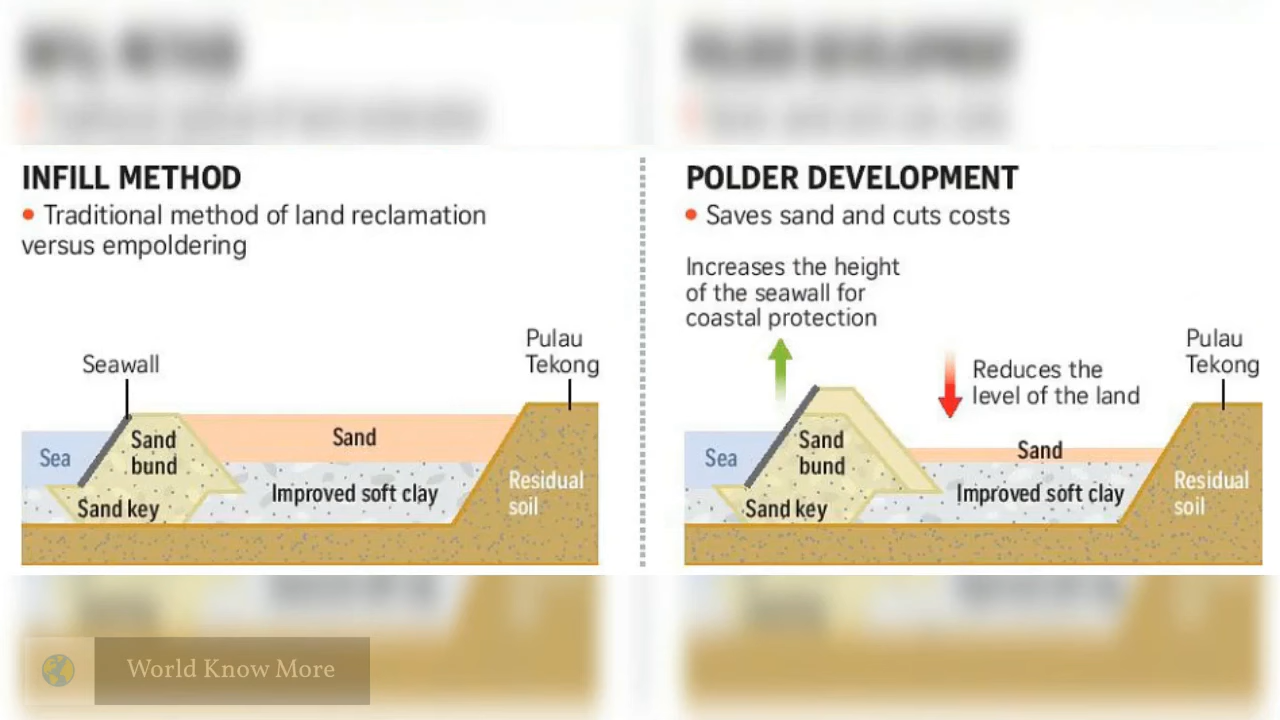 INFILL METHOD
• Traditional method of land reclamation
versus empoldering
Seawall
Pulau
Tekong
Sea
Sand
bund
Sand key
Sand
Improved soft clay
Residual
soil
POLDER DEVELOPMENT
• Saves sand and cuts costs
Increases the height
of the seawall for
coastal protection
Reduces the
level of the land
Pulau
Tekong
Sea
Sand
bund
Sand key
Sand
Improved soft clay
Residual
soil
World Know More